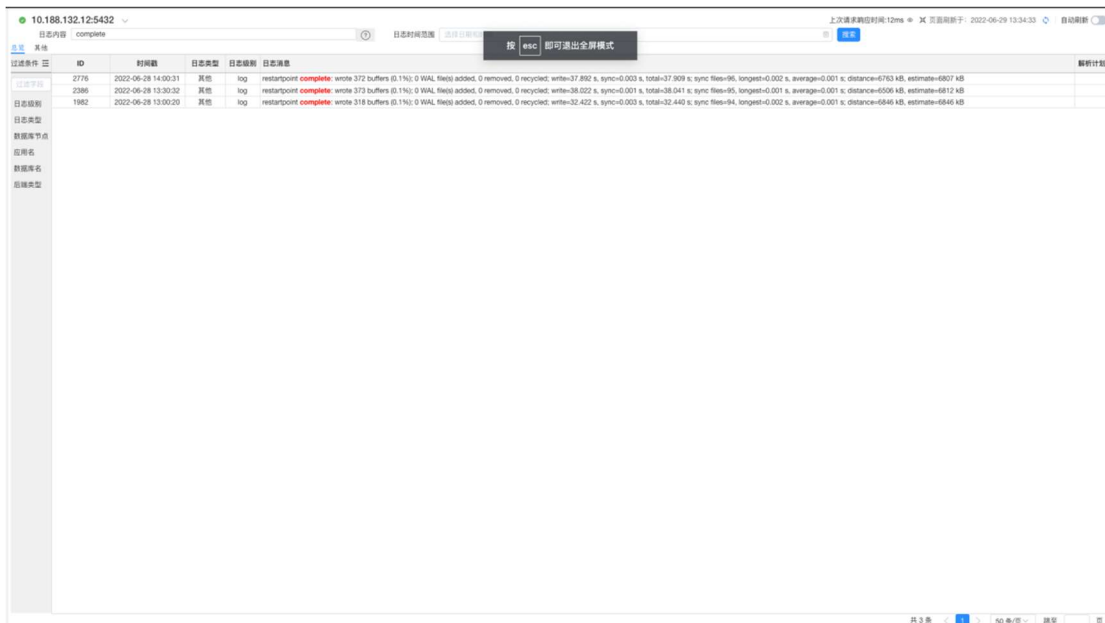 10.188.132.12:5432
上次请求响应时间:12ms 页面刷新于: 2022-06-29 13:34:33 自动刷新
日志内容 complete 日志时间范围 搜索
按 esc 即可退出全屏模式
总览 其他
过滤条件 ID 时间戳 日志类型 日志级别 日志消息 解析计划
2776 2022-06-28 14:00:31 其他 log restartpoint complete: wrote 372 buffers (0.1%); 0 WAL file(s) added, 0 removed, 0 recycled; write=37.892 s, sync=0.003 s, total=37.909 s; sync files=96, longest=0.002 s, average=0.001 s; distance=6763 kB, estimate=6807 kB
过滤字段
2386 2022-06-28 13:30:32 其他 log restartpoint complete: wrote 373 buffers (0.1%); 0 WAL file(s) added, 0 removed, 0 recycled; write=38.022 s, sync=0.001 s, total=38.041 s; sync files=95, longest=0.001 s, average=0.001 s; distance=6506 kB, estimate=6812 kB
1982 2022-06-28 13:00:20 其他 log restartpoint complete: wrote 318 buffers (0.1%); 0 WAL file(s) added, 0 removed, 0 recycled; write=32.422 s, sync=0.003 s, total=32.440 s; sync files=94, longest=0.002 s, average=0.001 s; distance=6846 kB, estimate=6846 kB
日志级别
日志类型
数据库节点
应用名
数据库名
后端类型
共 3 条 1 50 条/页 跳至 页